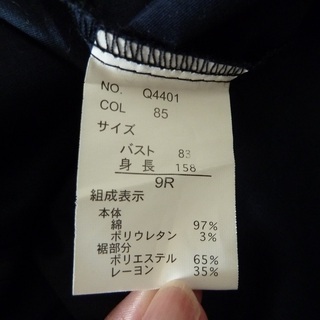 NO. Q4401
COL 85
サイズ
バスト 83
身長 158
9R
組成表示
本体
綿 97%
ポリウレタン 3%
裾部分
ポリエステル 65%
レーヨン 35%